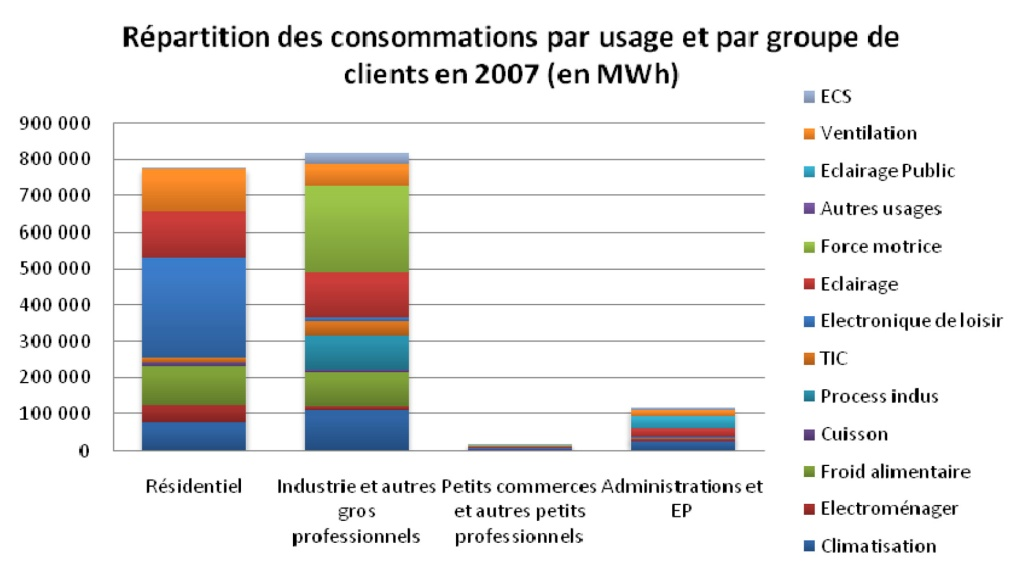 Répartition des consommations par usage et par groupe de
clients en 2007 (en MWh)
900 000
800 000
700 000
600 000
500 000
400 000
300 000
200 000
100 000
0
Résidentiel
Industrie et autres
gros
professionnels
Petits commerces
et autres petits
professionnels
Administrations et
EP
ECS
Ventilation
Eclairage Public
Autres usages
Force motrice
Eclairage
Electronique de loisir
TIC
Process indus
Cuisson
Froid alimentaire
Electroménager
Climatisation